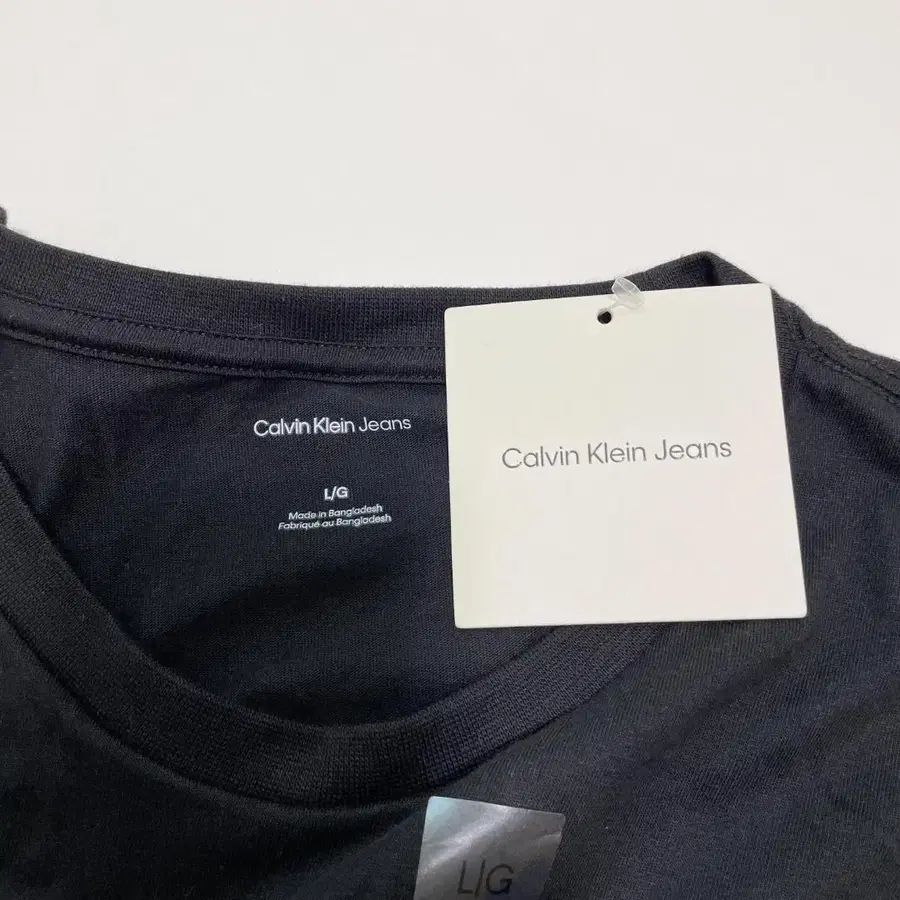 Calvin Klein Jeans
L/G
Made in Bangladesh
Fabriqué au Bangladesh
Calvin Klein Jeans
L/G